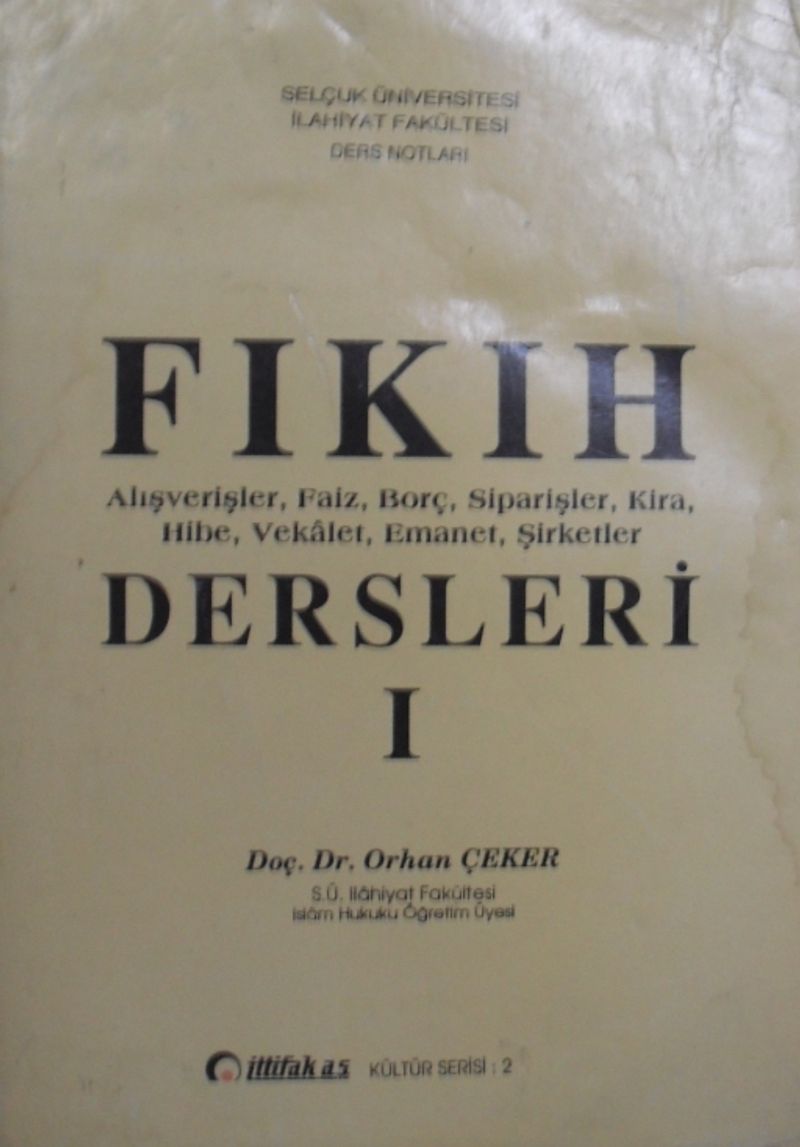 SELÇUK ÜNİVERSİTESİ
İLAHİYAT FAKÜLTESİ
DERS NOTLARI
FIKIH
Alışverişler, Faiz, Borç, Siparişler, Kira,
Hibe, Vekâlet, Emanet, Şirketler
DERSLERİ
I
Doç. Dr. Orhan ÇEKER
S.Ü. İlâhiyat Fakültesi
İslâm Hukuku Öğretim Üyesi
ittifak a.ş KÜLTÜR SERİSİ : 2